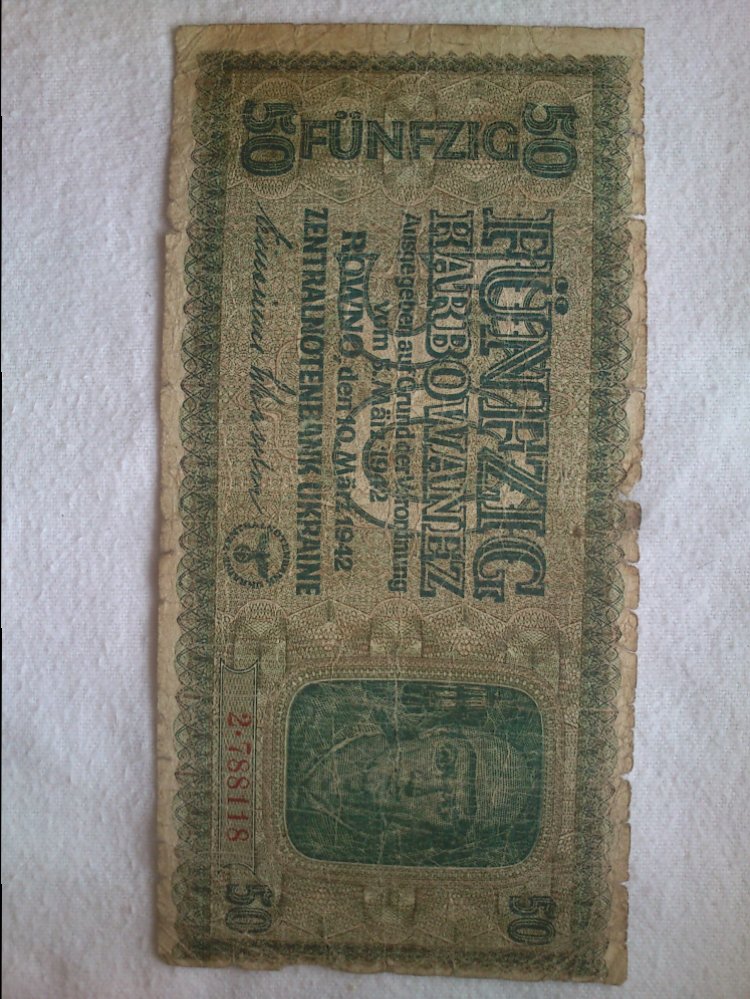 50 FÜNFZIG 50
FÜNFZIG
KARBOWANEZ
Ausgegeben auf Grund der Verordnung
vom 5. März 1942
ROWNO, den 10. März 1942
ZENTRALNOTENBANK UKRAINE
2·788118
50
50